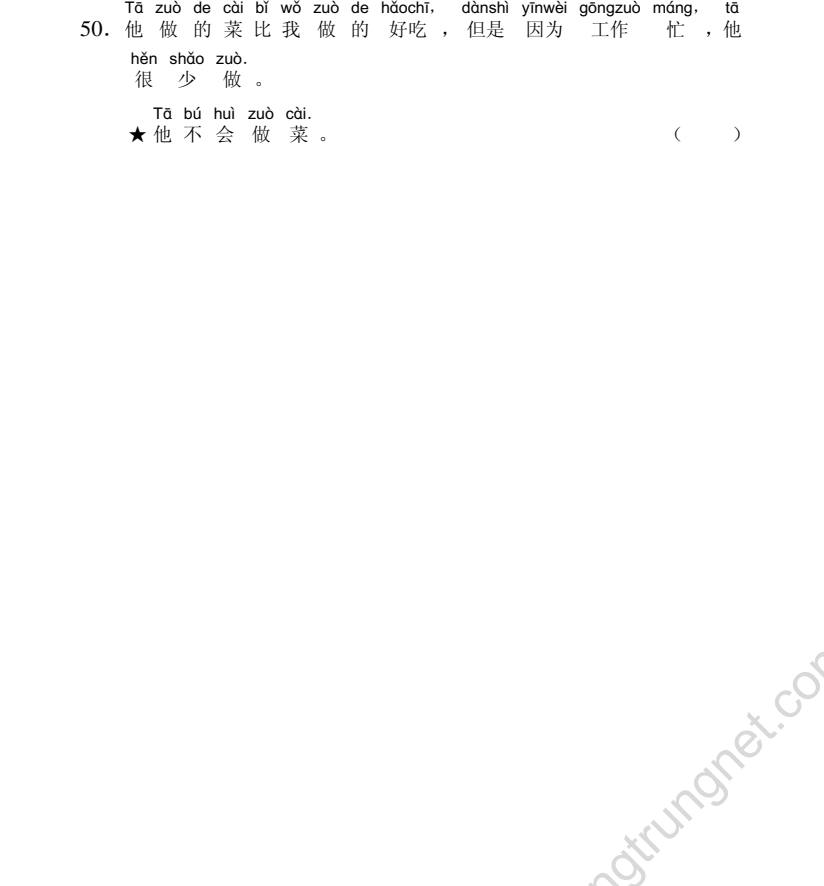 Tā zuò de cài bǐ wǒ zuò de hǎochī， dànshì yīnwèi gōngzuò máng， tā
50. 他 做 的 菜 比 我 做 的 好吃 ，但是 因为 工作 忙 ，他
hěn shǎo zuò.
很 少 做 。
Tā bú huì zuò cài.
★ 他 不 会 做 菜 。 （ ）
ngtrungnet.co